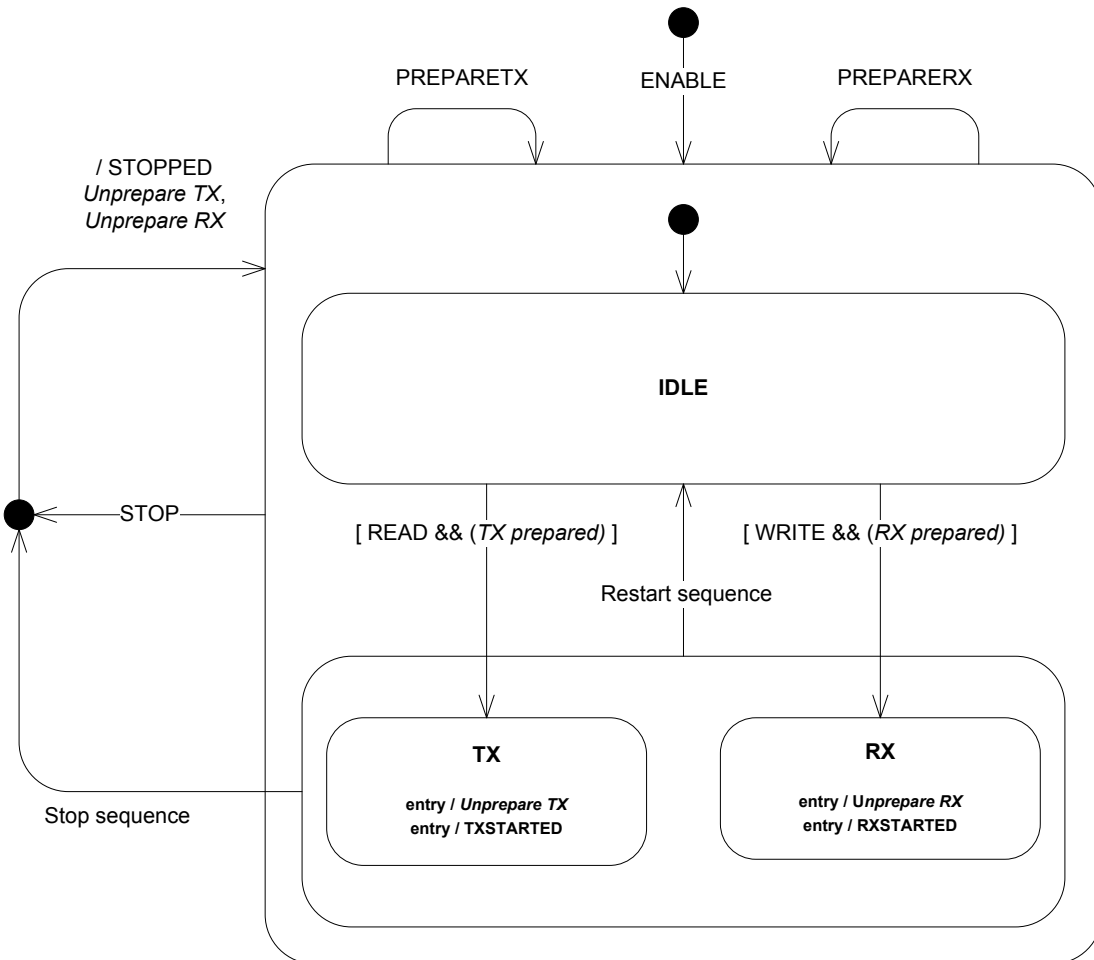 PREPARETX
ENABLE
PREPARERX
/ STOPPED
Unprepare TX,
Unprepare RX
IDLE
STOP
[ READ && (TX prepared) ]
[ WRITE && (RX prepared) ]
Restart sequence
TX
entry / Unprepare TX
entry / TXSTARTED
RX
entry / Unprepare RX
entry / RXSTARTED
Stop sequence